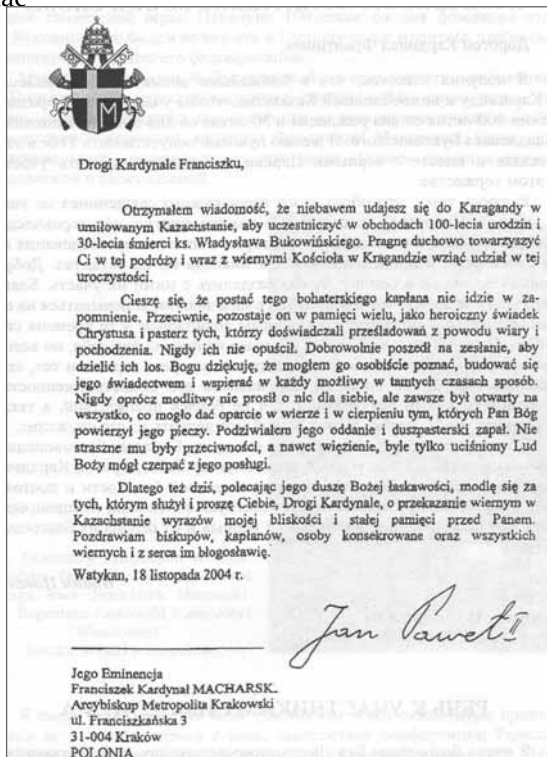 Drogi Kardynale Franciszku,
Otrzymałem wiadomość, że niebawem udajesz się do Karagandy w
umiłowanym Kazachstanie, aby uczestniczyć w obchodach 100-lecia urodzin i
30-lecia śmierci ks. Władysława Bukowińskiego. Pragnę duchowo towarzyszyć
Ci w tej podróży i wraz z wiernymi Kościoła w Kragandzie wziąć udział w tej
uroczystości.
Cieszę się, że postać tego bohaterskiego kapłana nie idzie w za-
pomnienie. Przeciwnie, pozostaje on w pamięci wielu, jako heroiczny świadek
Chrystusa i pasterz tych, którzy doświadczali prześladowań z powodu wiary i
pochodzenia. Nigdy ich nie opuścił. Dobrowolnie poszedł na zesłanie, aby
dzielić ich los. Bogu dziękuję, że mogłem go osobiście poznać, budować się
jego świadectwem i wspierać w każdy możliwy w tamtych czasach sposób.
Nigdy oprócz modlitwy nie prosił o nic dla siebie, ale zawsze był otwarty na
wszystko, co mogło dać oparcie w wierze i w cierpieniu tym, których Pan Bóg
powierzył jego pieczy. Podziwiałem jego oddanie i duszpasterski zapał. Nie
straszne mu były przeciwności, a nawet więzienie, byle tylko uciśniony Lud
Boży mógł czerpać z jego posługi.
Dlatego też dziś, polecając jego duszę Bożej łaskawości, modlę się za
tych, którym służył i proszę Ciebie, Drogi Kardynale, o przekazanie wiernym w
Kazachstanie wyrazów mojej bliskości i stałej pamięci przed Panem.
Pozdrawiam biskupów, kapłanów, osoby konsekrowane oraz wszystkich
wiernych i z serca im błogosławię.
Watykan, 18 listopada 2004 r.
Jan Paweł II
Jego Eminencja
Franciszek Kardynał MACHARSK.
Arcybiskup Metropolita Krakowski
ul. Franciszkańska 3
31-004 Kraków
POLONIA